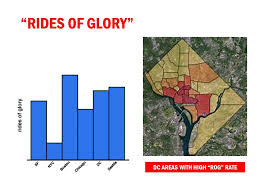 "RIDES OF GLORY"
rides of glory
SF
NYC
Boston
Chicago
DC
Seattle
DC AREAS WITH HIGH "ROG" RATE